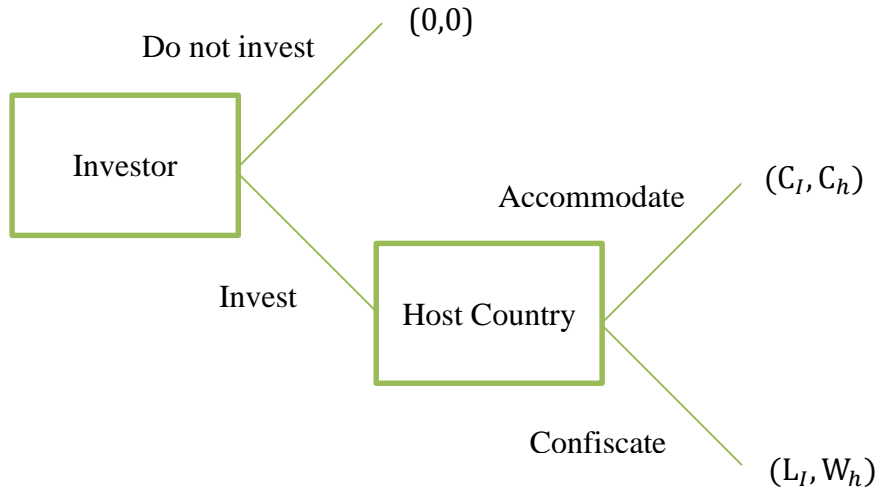 (0,0)
Do not invest
Investor
Accommodate
(C_I, C_h)
Invest
Host Country
Confiscate
(L_I, W_h)